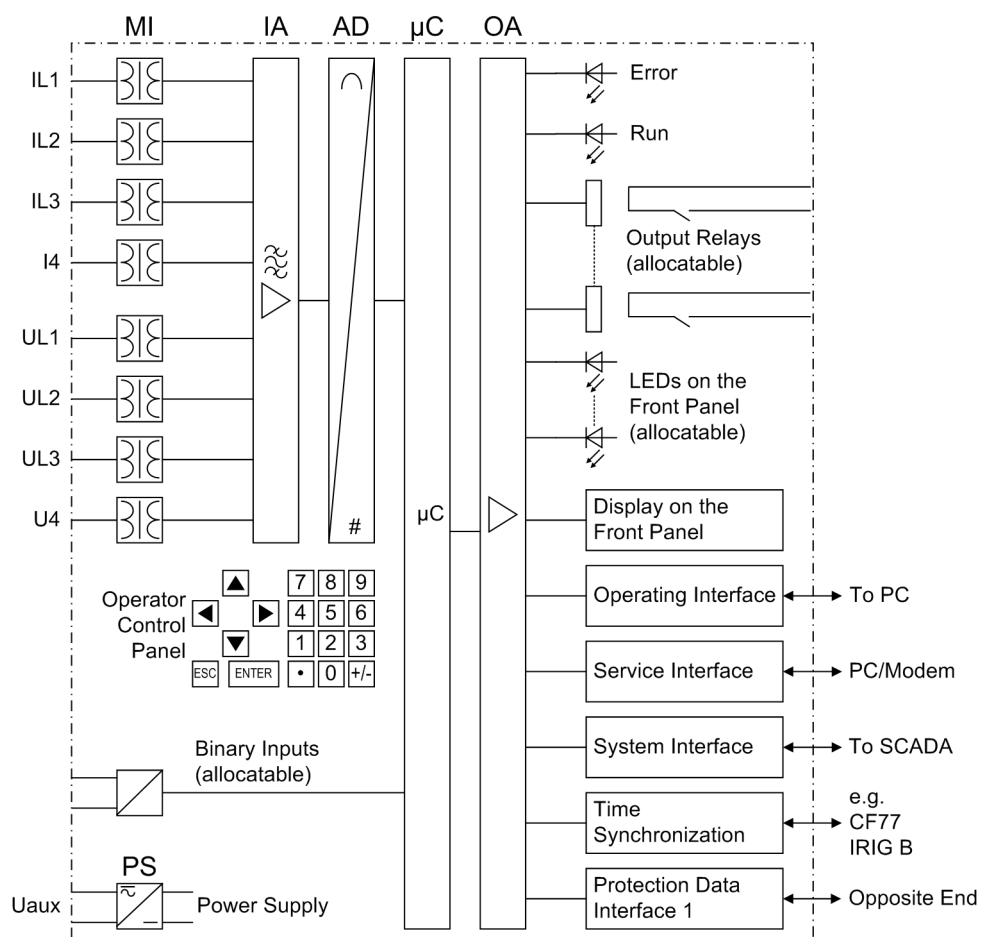 MI IA AD µC OA
IL1
IL2
IL3
I4
UL1
UL2
UL3
U4
#
µC
Error
Run
Output Relays
(allocatable)
LEDs on the
Front Panel
(allocatable)
Display on the
Front Panel
Operator
Control
Panel
7 8 9
4 5 6
1 2 3
ESC ENTER • 0 +/-
Operating Interface
To PC
Service Interface
PC/Modem
System Interface
To SCADA
Binary Inputs
(allocatable)
Time
Synchronization
e.g.
CF77
IRIG B
PS
Uaux
Power Supply
Protection Data
Interface 1
Opposite End